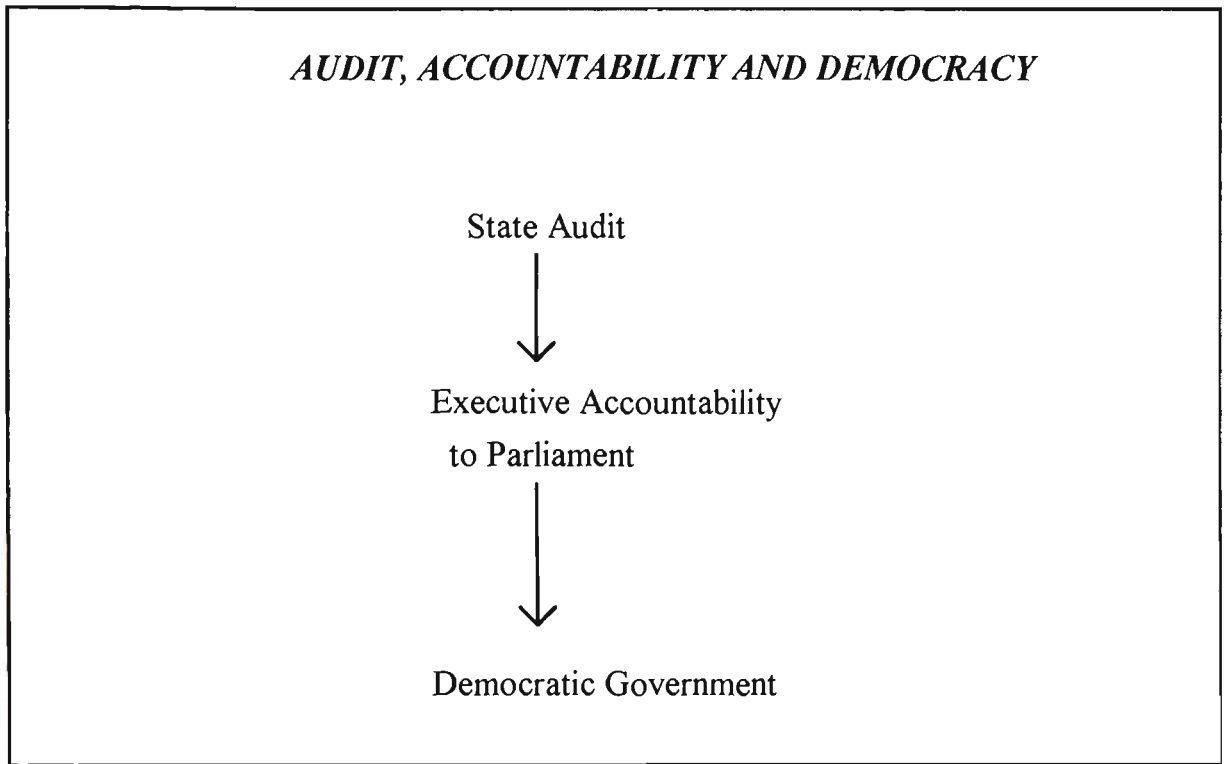 AUDIT, ACCOUNTABILITY AND DEMOCRACY
State Audit
Executive Accountability
to Parliament
Democratic Government